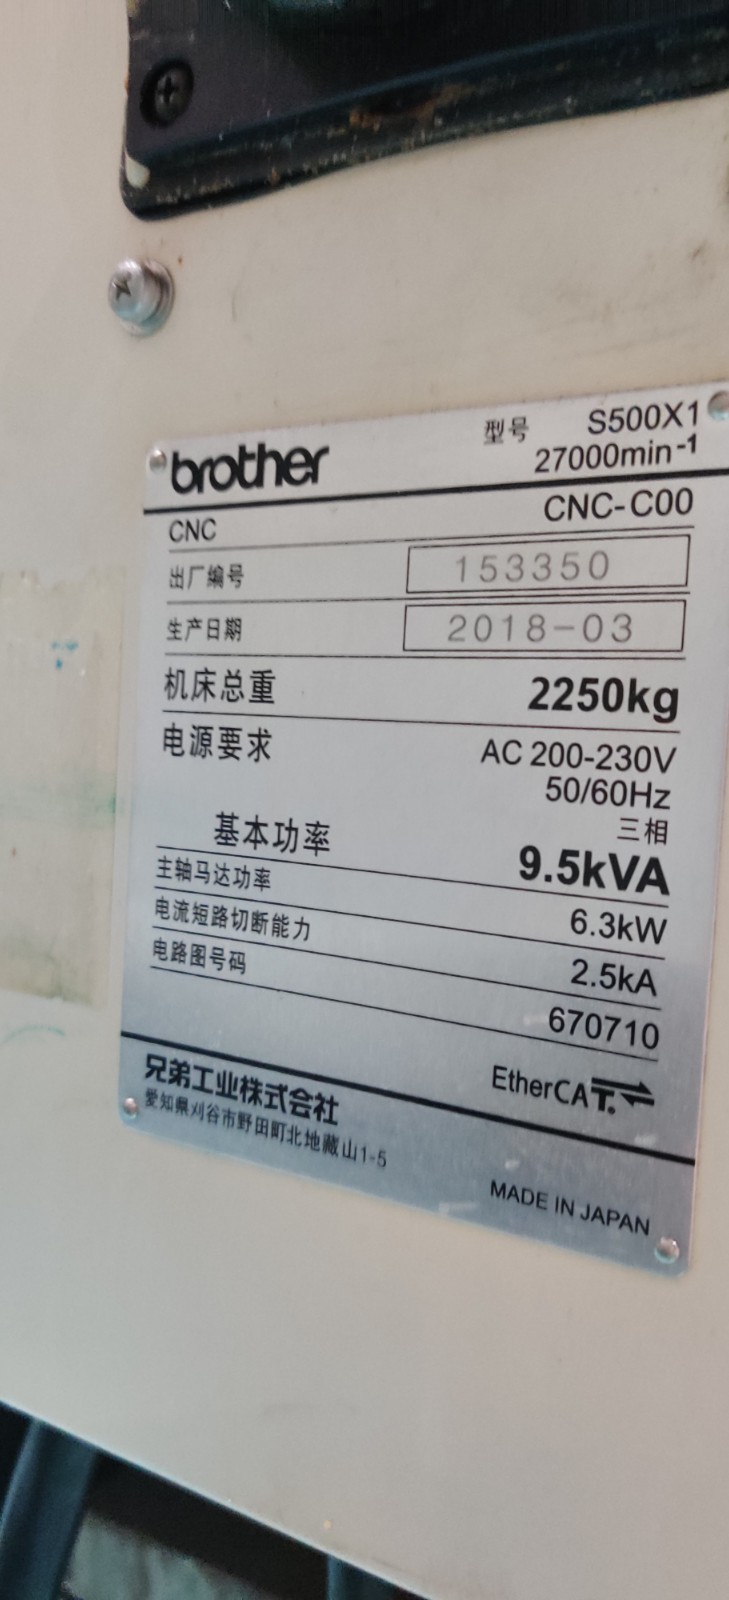 brother 型号 S500X1
27000min-1
CNC CNC-C00
出厂编号 153350
生产日期 2018-03
机床总重 2250kg
电源要求 AC 200-230V
50/60Hz
三相
基本功率 9.5kVA
主轴马达功率 6.3kW
电流短路切断能力 2.5kA
电路图号码 670710
EtherCAT
兄弟工业株式会社
愛知県刈谷市野田町北地藏山1-5
MADE IN JAPAN